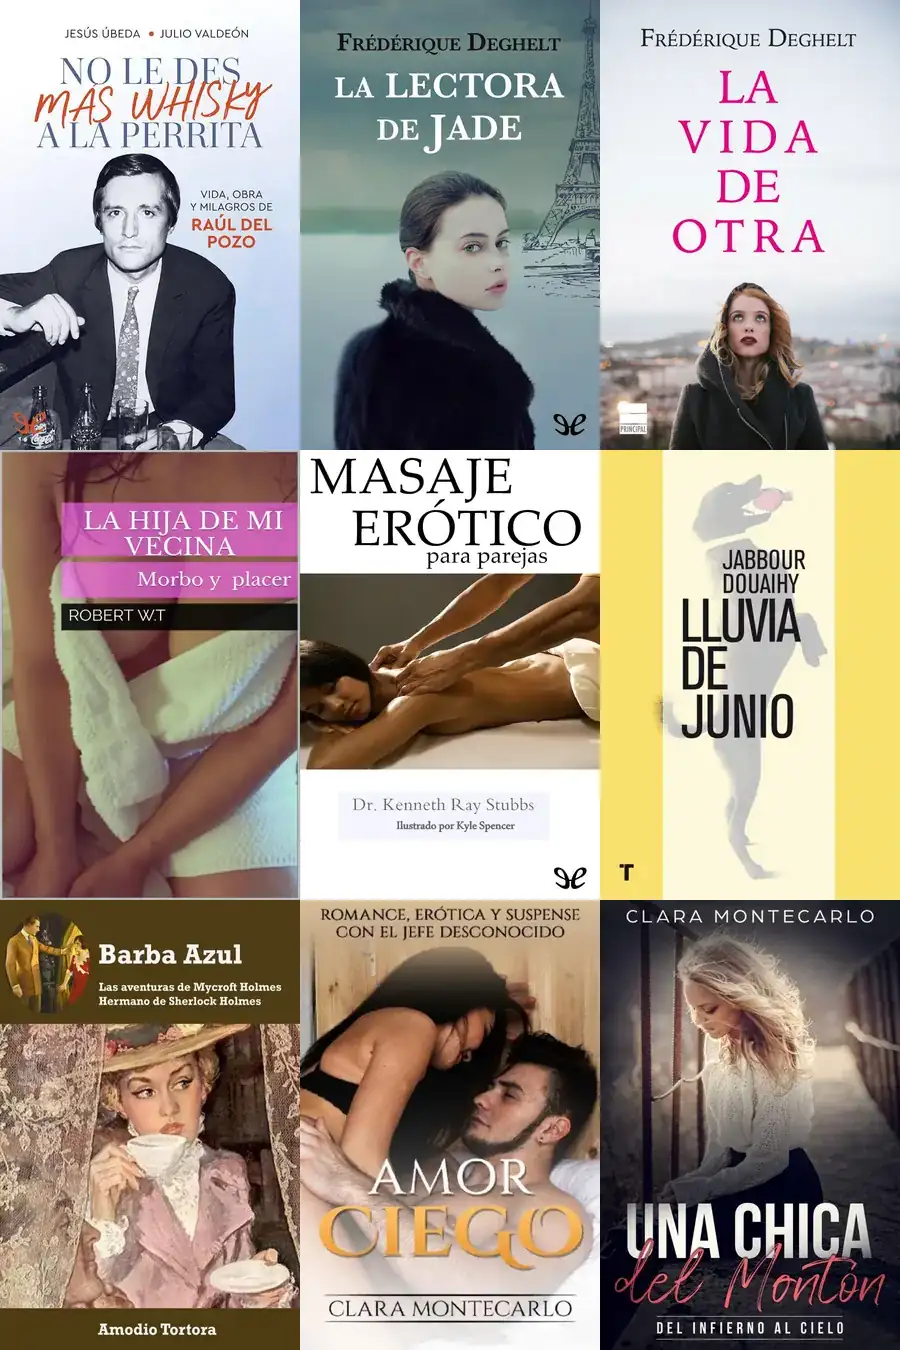 JESÚS ÚBEDA • JULIO VALDEÓN
NO LE DES
MÁS WHISKY
A LA PERRITA
VIDA, OBRA
Y MILAGROS DE
RAÚL DEL
POZO
FRÉDÉRIQUE DEGHELT
LA LECTORA
DE JADE
FRÉDÉRIQUE DEGHELT
LA
VIDA
DE
OTRA
PRINCIPAL
LA HIJA DE MI
VECINA
Morbo y placer
ROBERT W.T
MASAJE
ERÓTICO
para parejas
Dr. Kenneth Ray Stubbs
Ilustrado por Kyle Spencer
JABBOUR
DOUAIHY
LLUVIA
DE
JUNIO
T
Barba Azul
Las aventuras de Mycroft Holmes
Hermano de Sherlock Holmes
Amodio Tortora
ROMANCE, ERÓTICA Y SUSPENSE
CON EL JEFE DESCONOCIDO
AMOR
CIEGO
CLARA MONTECARLO
CLARA MONTECARLO
UNA CHICA
del Montón
DEL INFIERNO AL CIELO